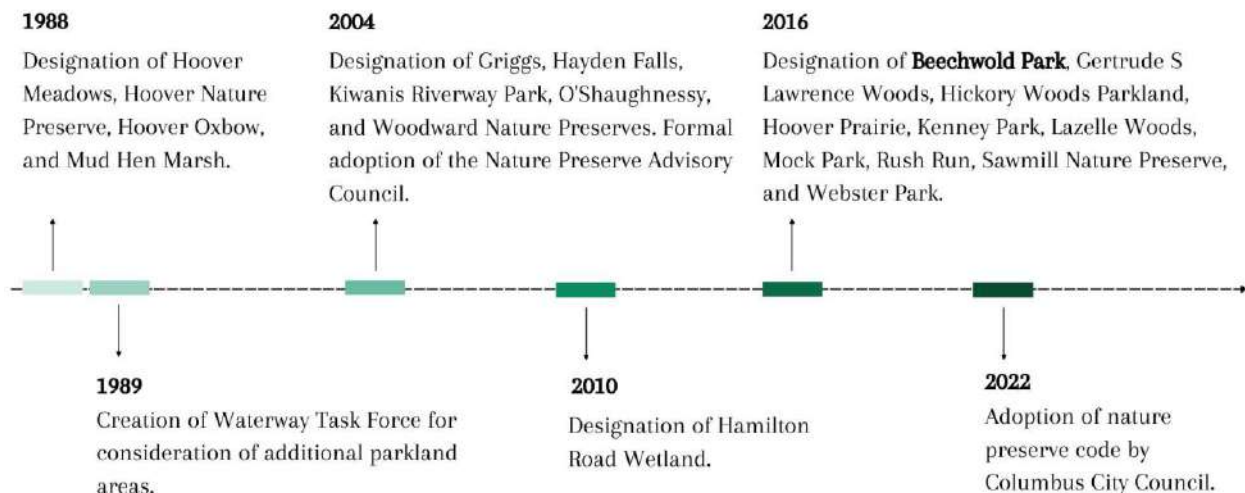 1988
Designation of Hoover
Meadows, Hoover Nature
Preserve, Hoover Oxbow,
and Mud Hen Marsh.
2004
Designation of Griggs, Hayden Falls,
Kiwanis Riverway Park, O'Shaughnessy,
and Woodward Nature Preserves. Formal
adoption of the Nature Preserve Advisory
Council.
2016
Designation of Beechwold Park, Gertrude S
Lawrence Woods, Hickory Woods Parkland,
Hoover Prairie, Kenney Park, Lazelle Woods,
Mock Park, Rush Run, Sawmill Nature Preserve,
and Webster Park.
1989
Creation of Waterway Task Force for
consideration of additional parkland
areas.
2010
Designation of Hamilton
Road Wetland.
2022
Adoption of nature
preserve code by
Columbus City Council.